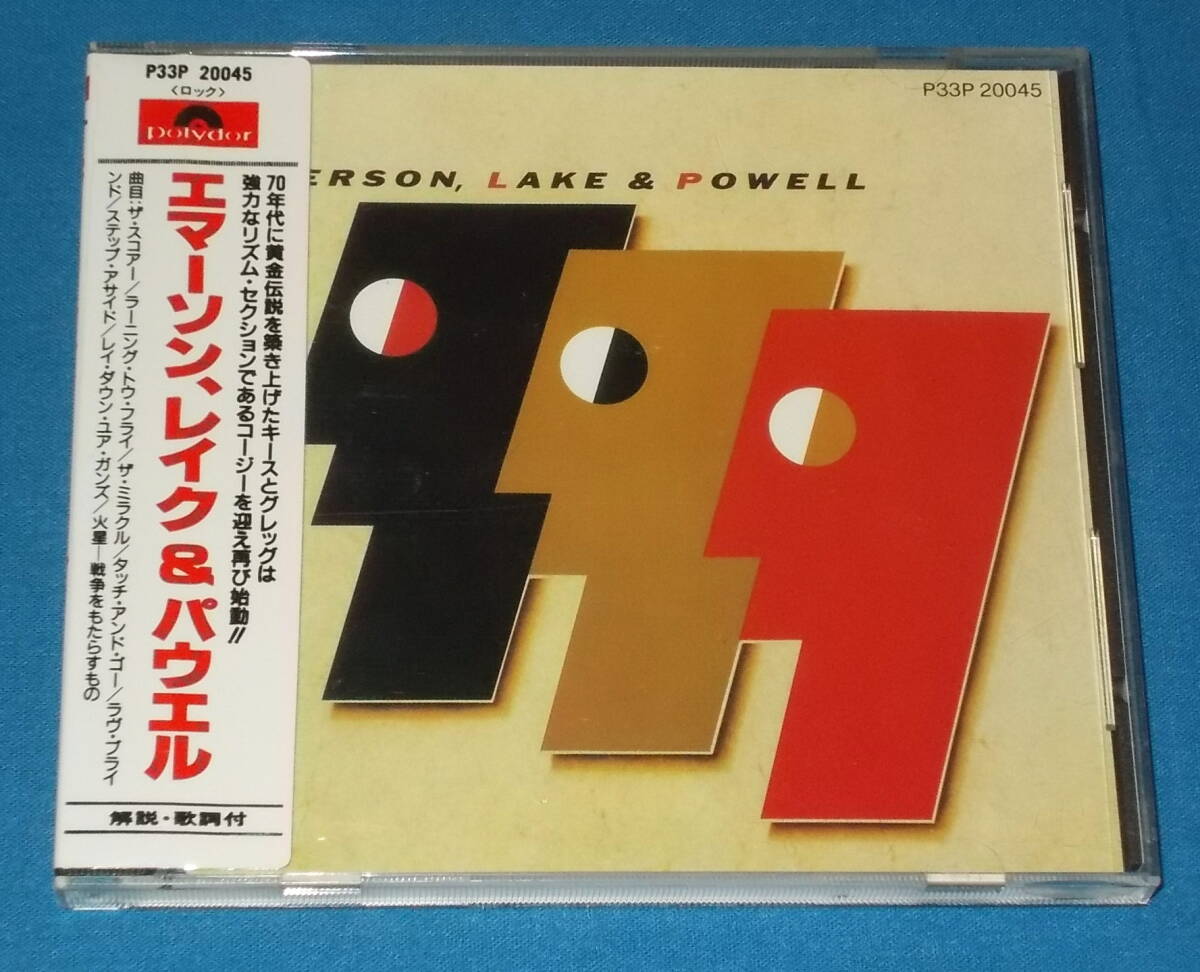 P33P 20045
〈ロック〉
polydor
70年代に黄金伝説を築き上げたキースとグレッグは
強力なリズム・セクションであるコージーを迎え再び始動!!
エマーソン、レイク&パウエル
曲目:ザ・スコアー/ラーニング・トゥ・フライ/ザ・ミラクル/タッチ・アンド・ゴー/ラヴ・ブライ
ンド/ステップ・アサイド/レイ・ダウン・ユア・ガンズ/火星―戦争をもたらすもの
解説・歌詞付
P33P 20045
ERSON, LAKE & POWELL